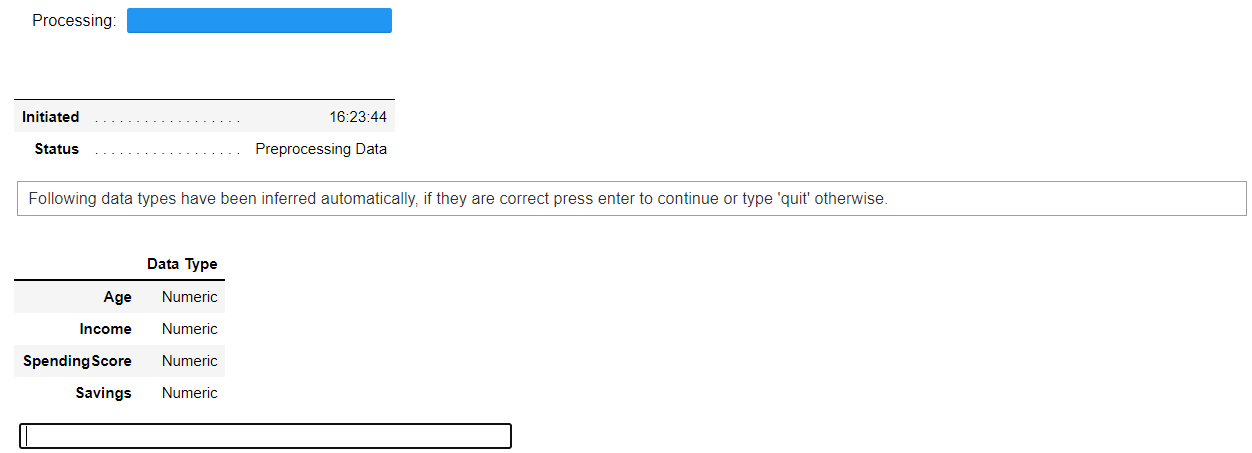 Processing:
Initiated . . . . . . . . . . . . . . . . . . 16:23:44
Status . . . . . . . . . . . . . . . . . . Preprocessing Data
Following data types have been inferred automatically, if they are correct press enter to continue or type 'quit' otherwise.
Data Type
Age Numeric
Income Numeric
SpendingScore Numeric
Savings Numeric